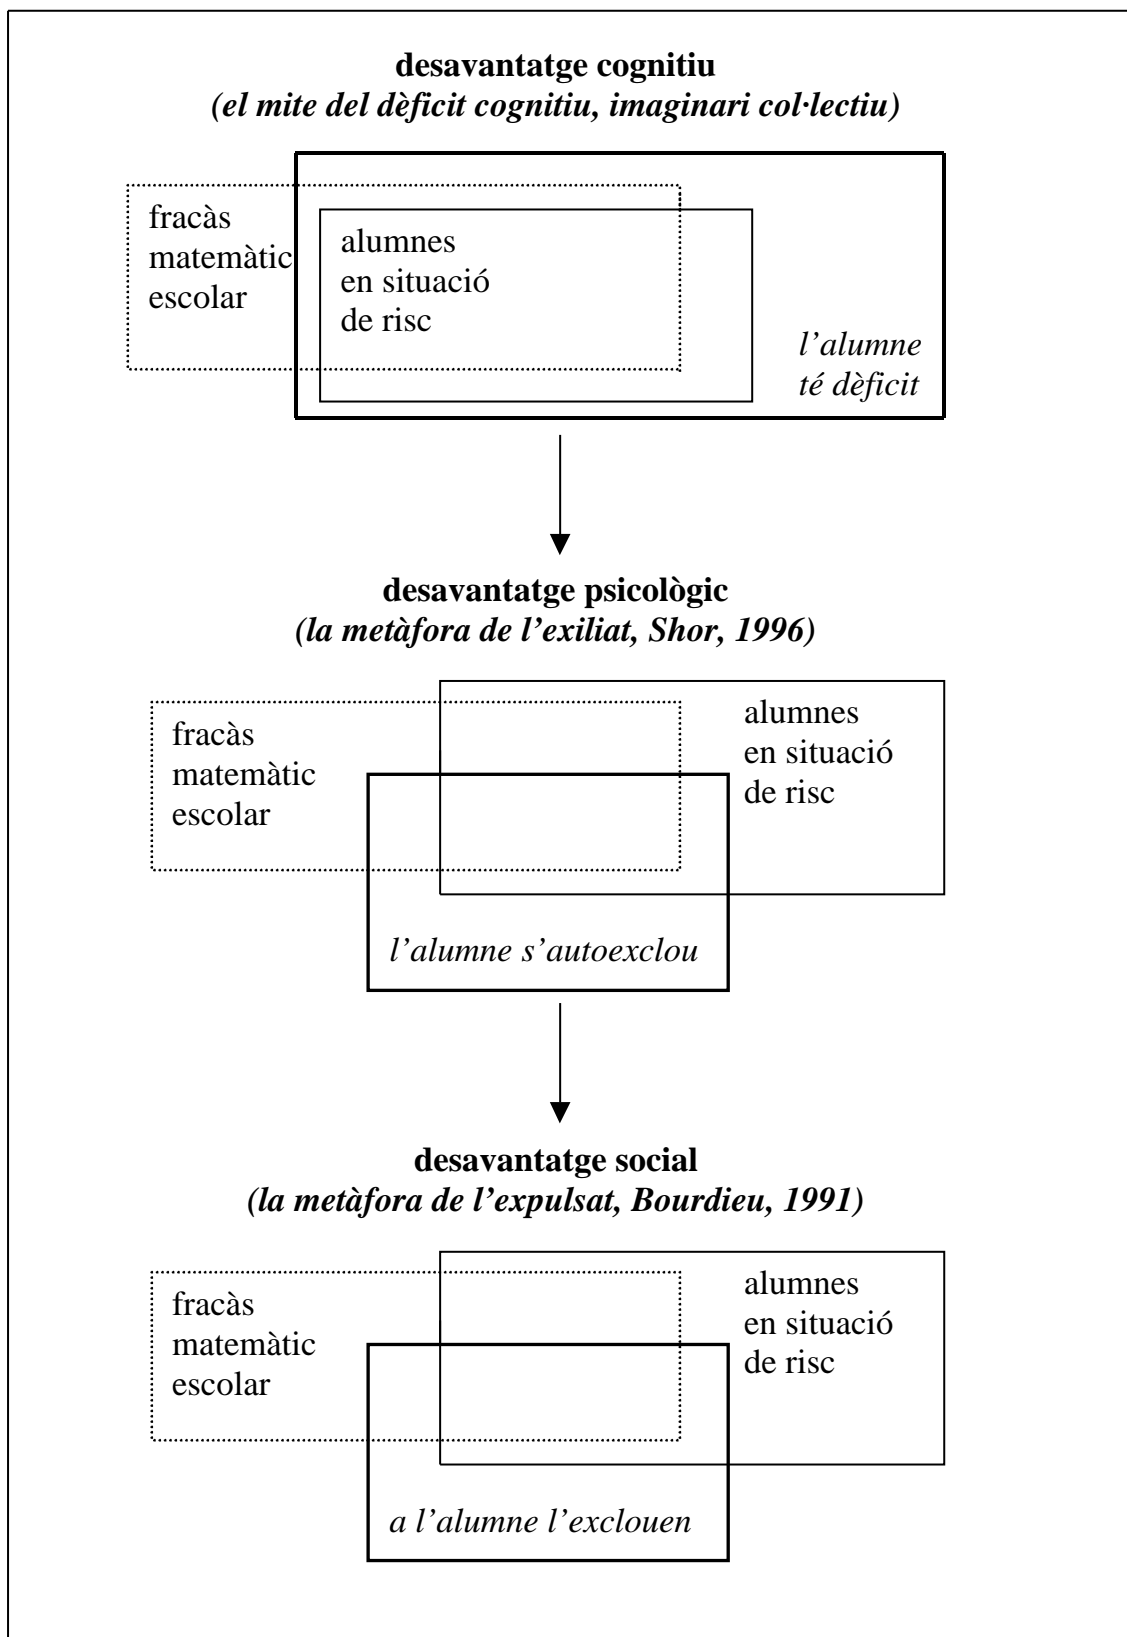 desavantatge cognitiu
(el mite del dèficit cognitiu, imaginari col·lectiu)
fracàs
matemàtic
escolar
alumnes
en situació
de risc
l’alumne
té dèficit
desavantatge psicològic
(la metàfora de l’exiliat, Shor, 1996)
fracàs
matemàtic
escolar
alumnes
en situació
de risc
l’alumne s’autoexclou
desavantatge social
(la metàfora de l’expulsat, Bourdieu, 1991)
fracàs
matemàtic
escolar
alumnes
en situació
de risc
a l’alumne l’exclouen